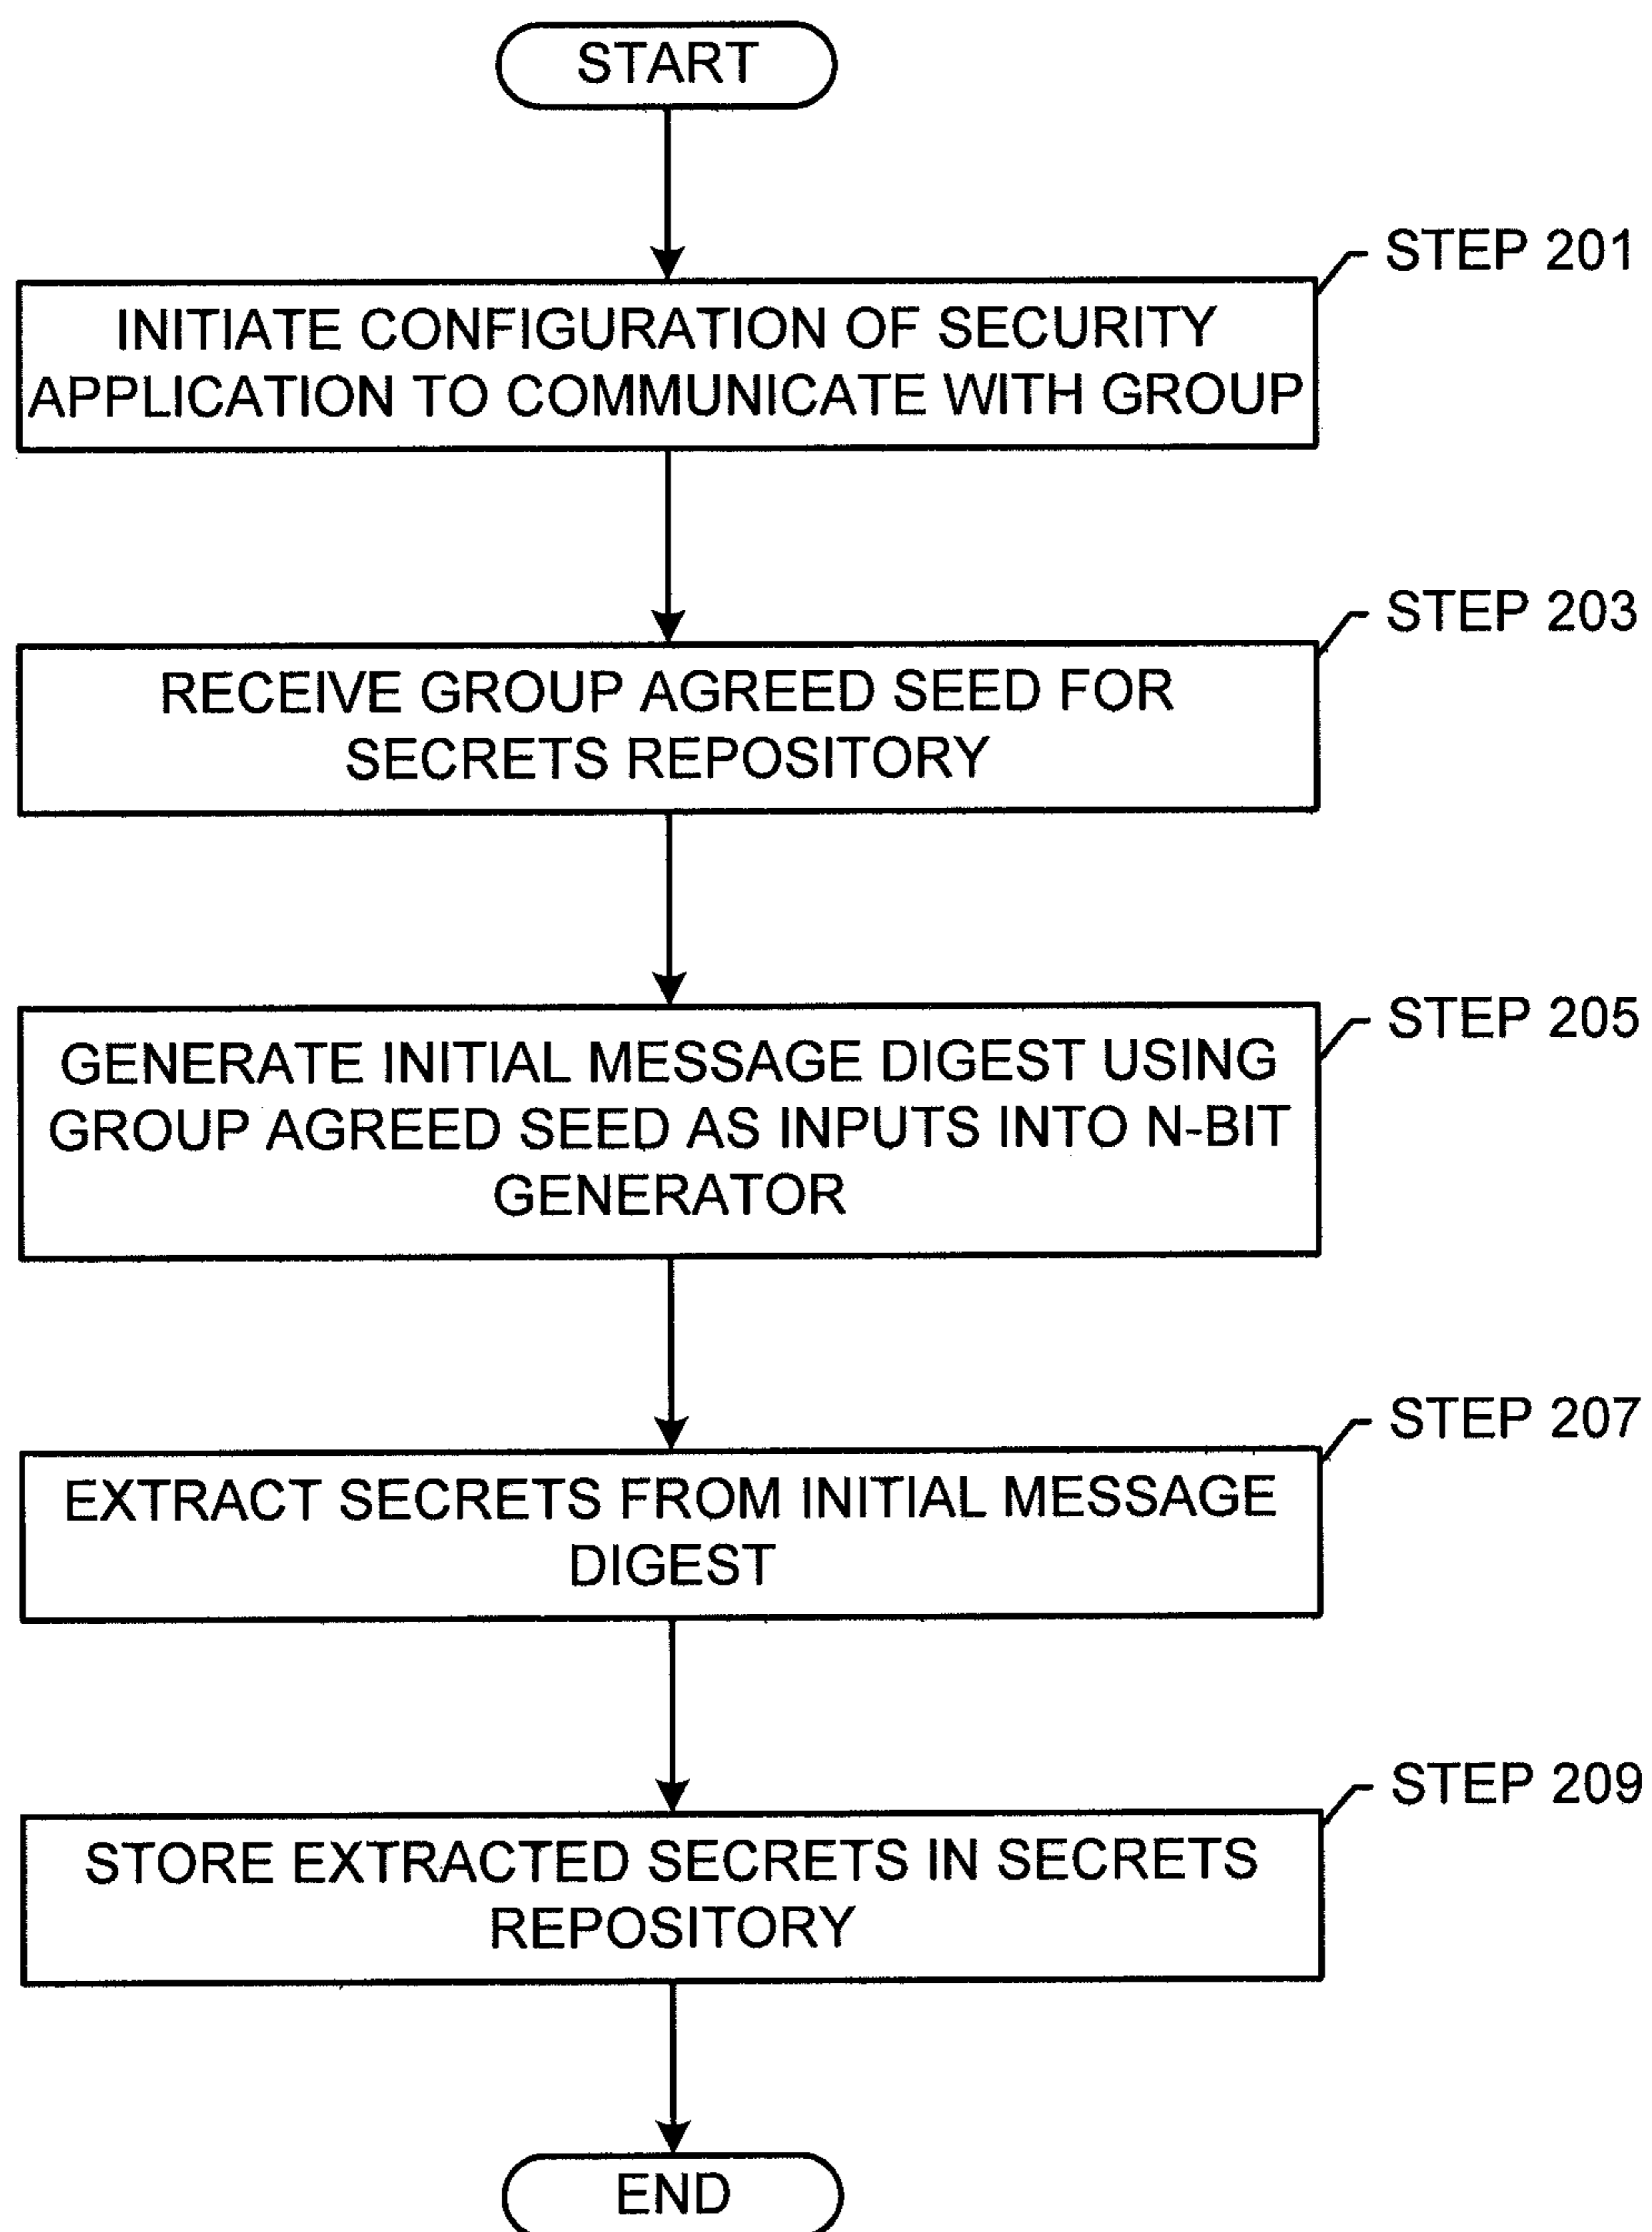 START
STEP 201
INITIATE CONFIGURATION OF SECURITY
APPLICATION TO COMMUNICATE WITH GROUP
STEP 203
RECEIVE GROUP AGREED SEED FOR
SECRETS REPOSITORY
STEP 205
GENERATE INITIAL MESSAGE DIGEST USING
GROUP AGREED SEED AS INPUTS INTO N-BIT
GENERATOR
STEP 207
EXTRACT SECRETS FROM INITIAL MESSAGE
DIGEST
STEP 209
STORE EXTRACTED SECRETS IN SECRETS
REPOSITORY
END